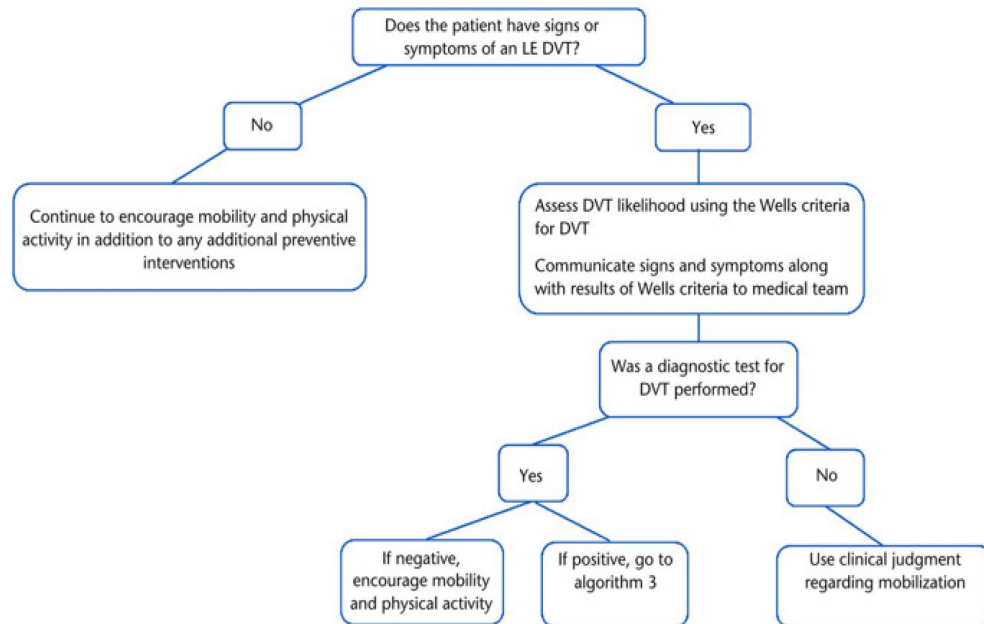 Does the patient have signs or
symptoms of an LE DVT?
No
Yes
Continue to encourage mobility and physical
activity in addition to any additional preventive
interventions
Assess DVT likelihood using the Wells criteria
for DVT
Communicate signs and symptoms along
with results of Wells criteria to medical team
Was a diagnostic test for
DVT performed?
Yes
No
If negative,
encourage mobility
and physical activity
If positive, go to
algorithm 3
Use clinical judgment
regarding mobilization